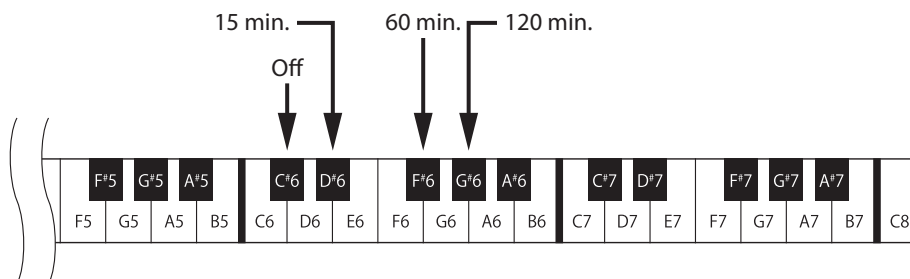 15 min.
60 min.
120 min.
Off
F#5 G#5 A#5 C#6 D#6 F#6 G#6 A#6 C#7 D#7 F#7 G#7 A#7
F5 G5 A5 B5 C6 D6 E6 F6 G6 A6 B6 C7 D7 E7 F7 G7 A7 B7 C8